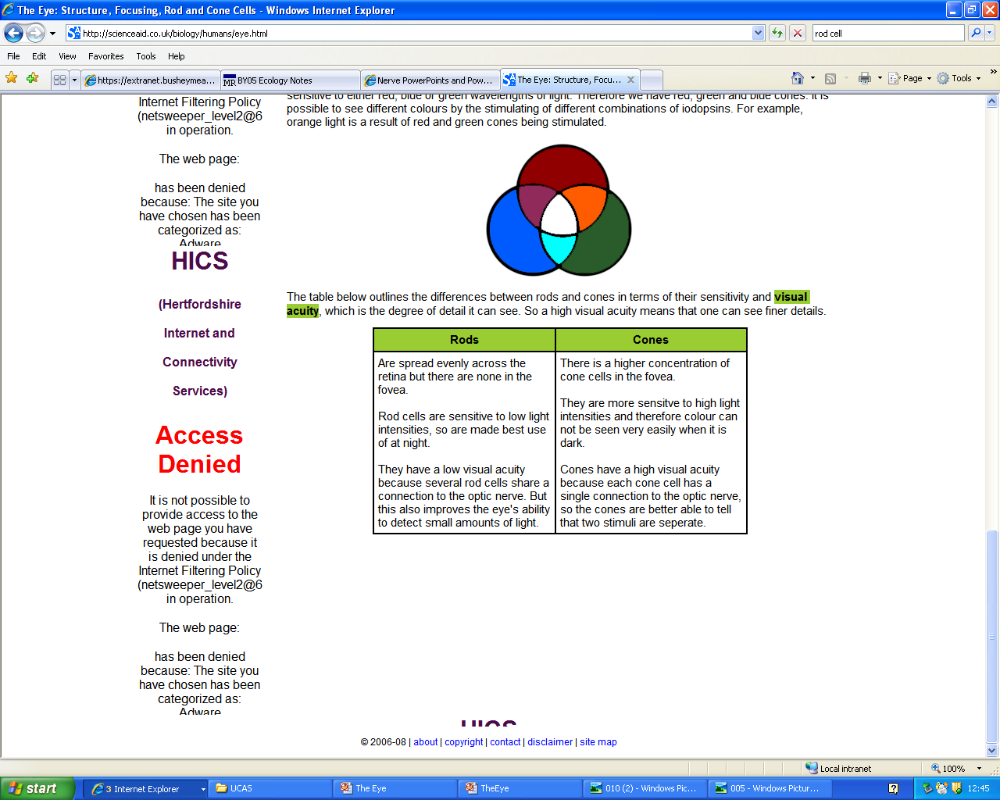 The Eye: Structure, Focusing, Rod and Cone Cells - Windows Internet Explorer
http://scienceaid.co.uk/biology/humans/eye.html
rod cell
File Edit View Favorites Tools Help
https://extranet.busheymea... BY05 Ecology Notes Nerve PowerPoints and Pow... The Eye: Structure, Focu... Page Tools
Internet Filtering Policy
(netsweeper_level2@6
in operation.
The web page:
has been denied
because: The site you
have chosen has been
categorized as:
Adware
HICS
(Hertfordshire
Internet and
Connectivity
Services)
Access
Denied
It is not possible to
provide access to the
web page you have
requested because it
is denied under the
Internet Filtering Policy
(netsweeper_level2@6
in operation.
The web page:
has been denied
because: The site you
have chosen has been
categorized as:
Adware
sensitive to either red, blue or green wavelengths of light. Therefore we have red, green and blue cones. It is
possible to see different colours by the stimulating of different combinations of iodopsins. For example,
orange light is a result of red and green cones being stimulated.
The table below outlines the differences between rods and cones in terms of their sensitivity and visual
acuity, which is the degree of detail it can see. So a high visual acuity means that one can see finer details.
Rods
Are spread evenly across the
retina but there are none in the
fovea.
Rod cells are sensitive to low light
intensities, so are made best use
of at night.
They have a low visual acuity
because several rod cells share a
connection to the optic nerve. But
this also improves the eye's ability
to detect small amounts of light.
Cones
There is a higher concentration of
cone cells in the fovea.
They are more sensitve to high light
intensities and therefore colour can
not be seen very easily when it is
dark.
Cones have a high visual acuity
because each cone cell has a
single connection to the optic nerve,
so the cones are better able to tell
that two stimuli are seperate.
HICS
© 2006-08 | about | copyright | contact | disclaimer | site map
Local intranet 100%
start 3 Internet Explorer UCAS The Eye TheEye 010 (2) - Windows Pic... 005 - Windows Pictur... 12:45